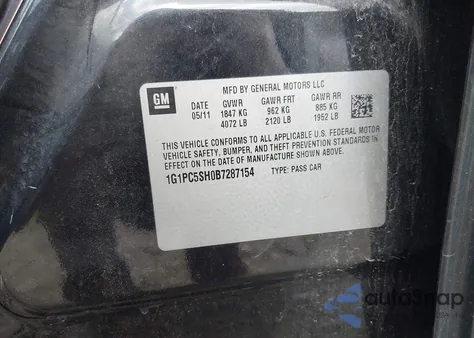 MFD BY GENERAL MOTORS LLC
GM
DATE GVWR GAWR FRT GAWR RR
05/11 1847 KG 962 KG 885 KG
4072 LB 2120 LB 1952 LB
THIS VEHICLE CONFORMS TO ALL APPLICABLE U.S. FEDERAL MOTOR
VEHICLE SAFETY, BUMPER, AND THEFT PREVENTION STANDARDS IN
EFFECT ON THE DATE OF MANUFACTURE SHOWN ABOVE.
1G1PC5SH0B7287154 TYPE: PASS CAR
auto5nap